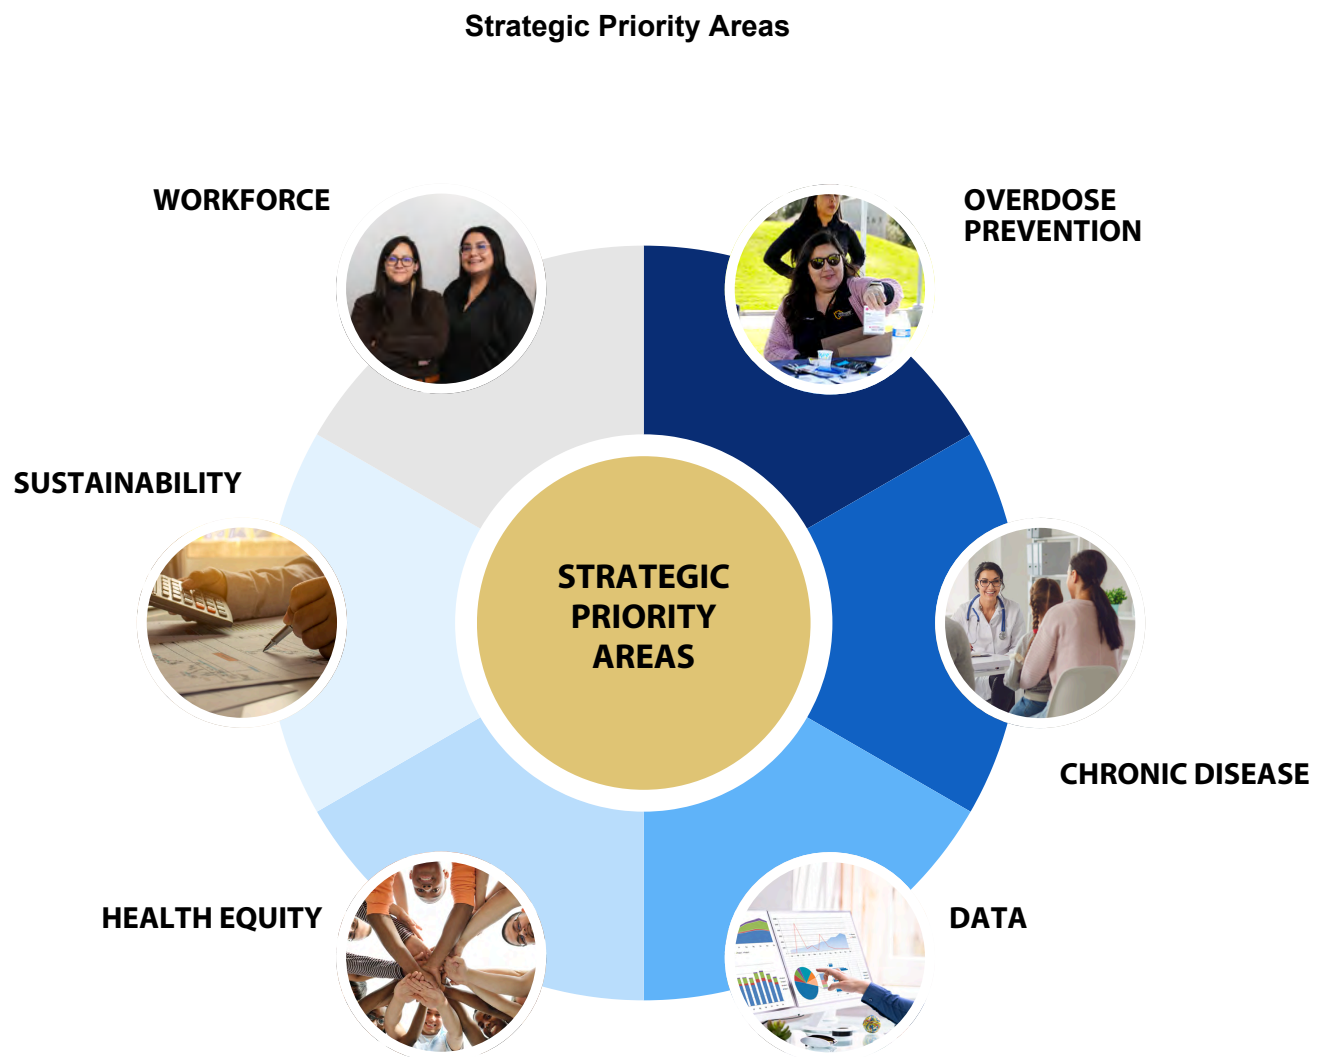 Strategic Priority Areas
WORKFORCE
OVERDOSE
PREVENTION
SUSTAINABILITY
STRATEGIC
PRIORITY
AREAS
CHRONIC DISEASE
HEALTH EQUITY
DATA